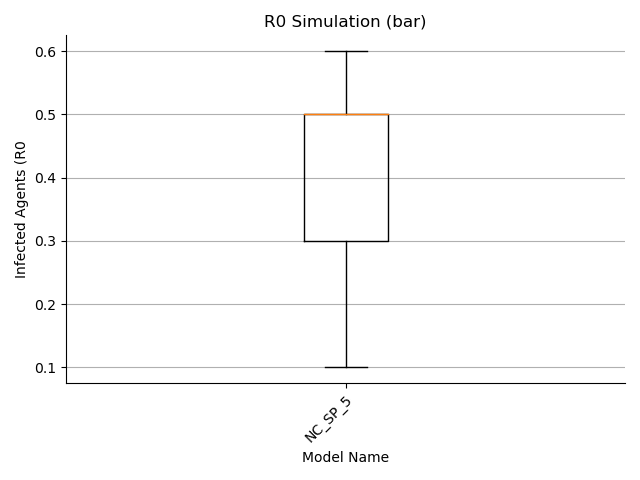 R0 Simulation (bar)
0.6
0.5
0.4
0.3
0.2
0.1
Infected Agents (R0
NC_SP_5
Model Name